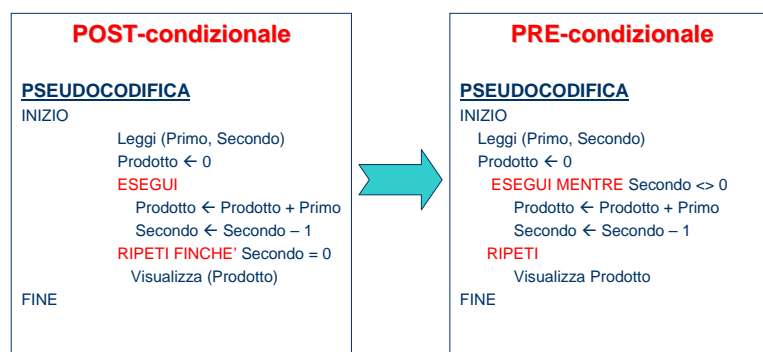 POST-condizionale
PSEUDOCODIFICA
INIZIO
Leggi (Primo, Secondo)
Prodotto ← 0
ESEGUI
Prodotto ← Prodotto + Primo
Secondo ← Secondo – 1
RIPETI FINCHE' Secondo = 0
Visualizza (Prodotto)
FINE
PRE-condizionale
PSEUDOCODIFICA
INIZIO
Leggi (Primo, Secondo)
Prodotto ← 0
ESEGUI MENTRE Secondo <> 0
Prodotto ← Prodotto + Primo
Secondo ← Secondo – 1
RIPETI
Visualizza Prodotto
FINE